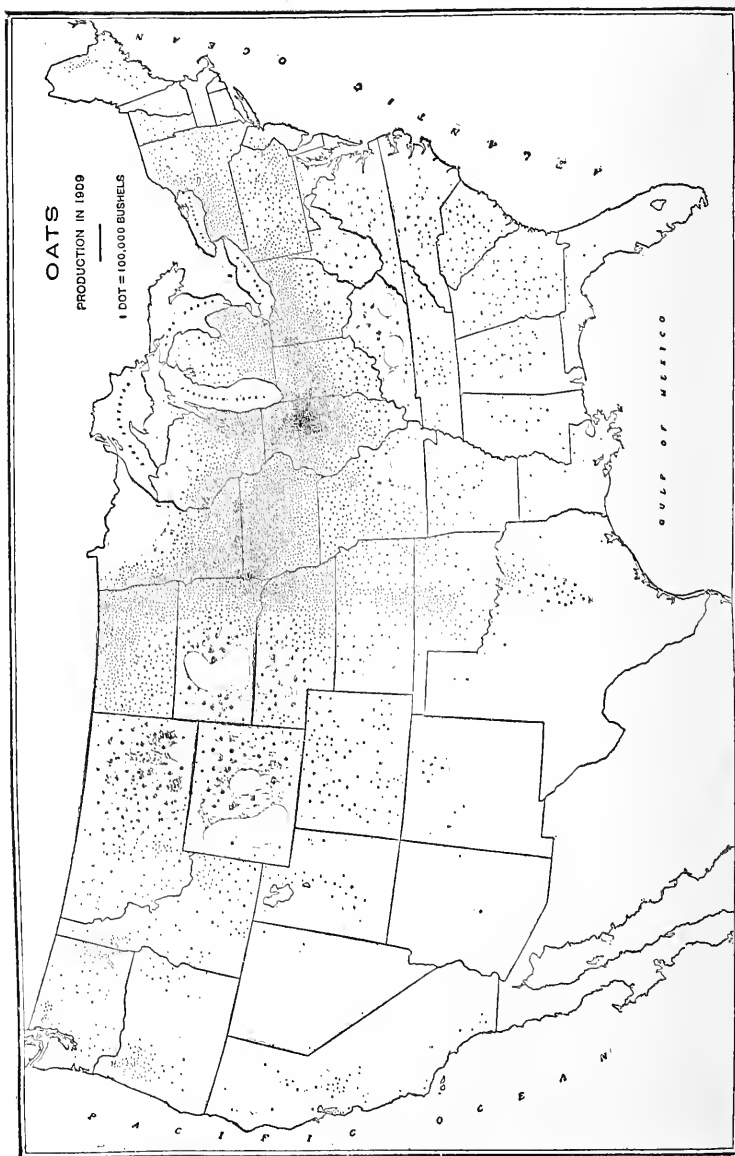 OATS
PRODUCTION IN 1909
1 DOT = 100,000 BUSHELS
ATLANTIC OCEAN
GULF OF MEXICO
PACIFIC OCEAN